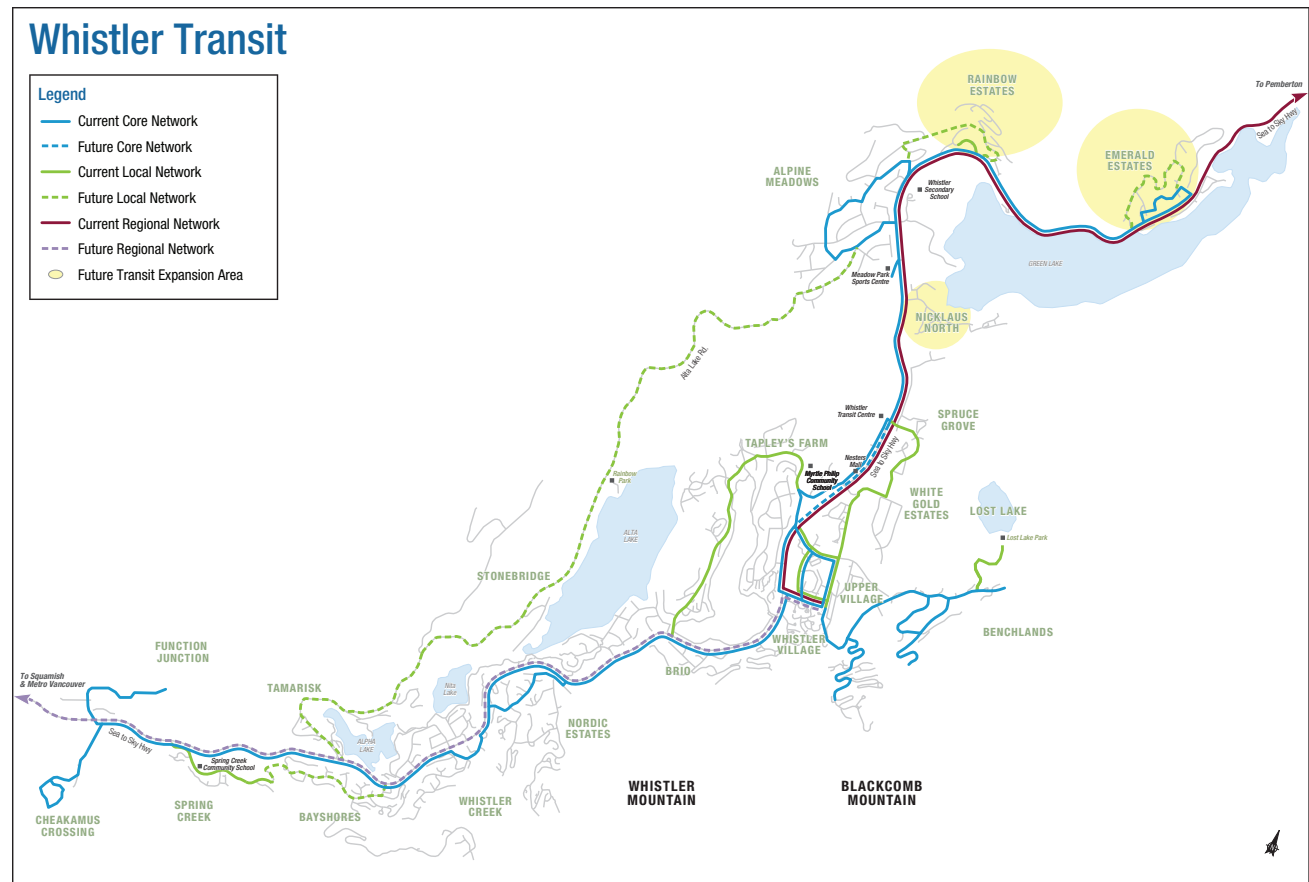 Whistler Transit
Legend
Current Core Network
Future Core Network
Current Local Network
Future Local Network
Current Regional Network
Future Regional Network
Future Transit Expansion Area
RAINBOW
ESTATES
To Pemberton
Sea to Sky Hwy
EMERALD
ESTATES
ALPINE
MEADOWS
Whistler
Secondary
School
GREEN LAKE
Meadow Park
Sports Centre
NICKLAUS
NORTH
Alta Lake Rd.
Whistler
Transit Centre
SPRUCE
GROVE
TAPLEY'S FARM
Nesters
Mall
Sea to Sky Hwy
Myrtle Philip
Community
School
Rainbow
Park
WHITE
GOLD
ESTATES
LOST LAKE
Lost Lake Park
ALTA
LAKE
STONEBRIDGE
UPPER
VILLAGE
BENCHLANDS
WHISTLER
VILLAGE
FUNCTION
JUNCTION
BRIO
To Squamish
& Metro Vancouver
TAMARISK
Nita
Lake
NORDIC
ESTATES
Sea to Sky Hwy
ALPHA
LAKE
Spring Creek
Community School
WHISTLER
MOUNTAIN
BLACKCOMB
MOUNTAIN
WHISTLER
CREEK
SPRING
CREEK
BAYSHORES
CHEAKAMUS
CROSSING